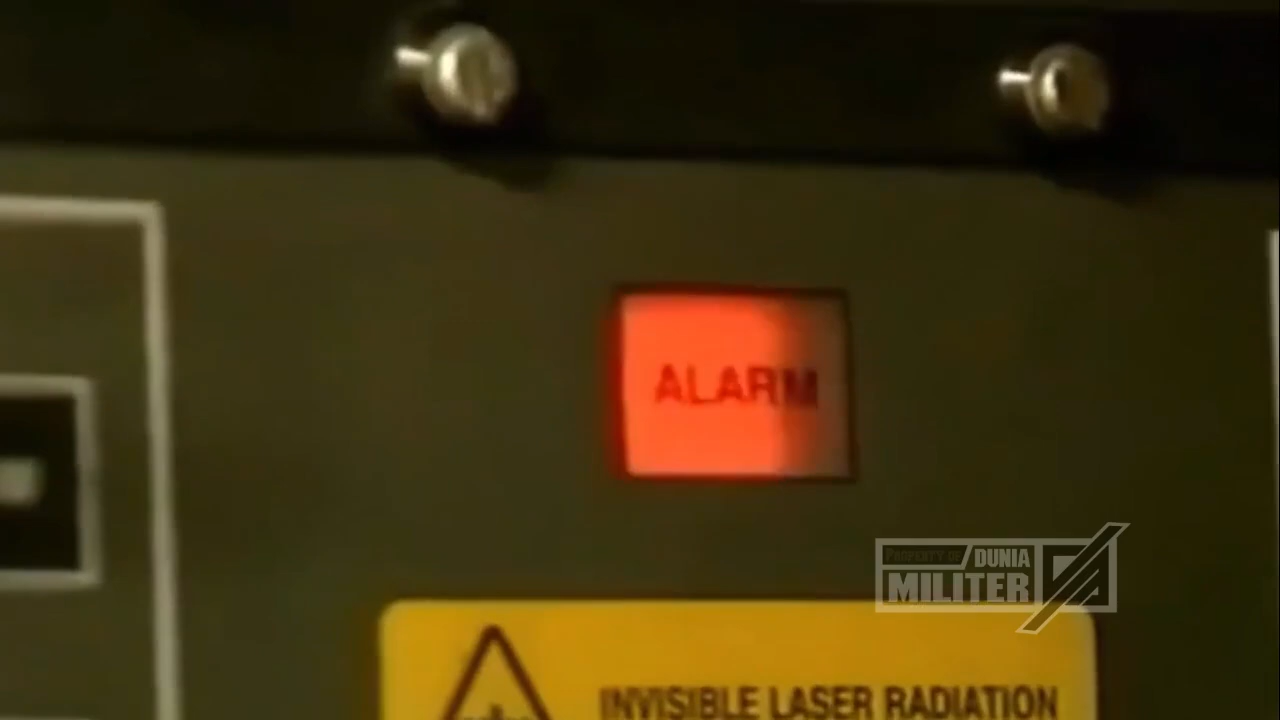 ALARM
PROPERTY OF DUNIA
MILITER
INVISIBLE LASER RADIATION